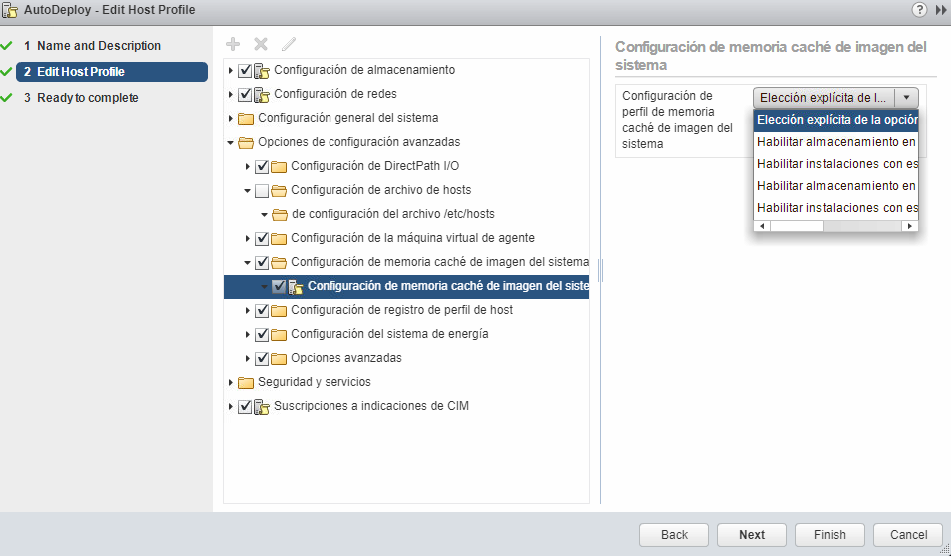 AutoDeploy - Edit Host Profile
?
1 Name and Description
2 Edit Host Profile
3 Ready to complete
Configuración de almacenamiento
Configuración de redes
Configuración general del sistema
Opciones de configuración avanzadas
Configuración de DirectPath I/O
Configuración de archivo de hosts
de configuración del archivo /etc/hosts
Configuración de la máquina virtual de agente
Configuración de memoria caché de imagen del sistema
Configuración de memoria caché de imagen del siste
Configuración de registro de perfil de host
Configuración del sistema de energía
Opciones avanzadas
Seguridad y servicios
Suscripciones a indicaciones de CIM
Configuración de memoria caché de imagen del
sistema
Configuración de
perfil de memoria
caché de imagen del
sistema
Elección explícita de l...
Elección explícita de la opción
Habilitar almacenamiento en
Habilitar instalaciones con es
Habilitar almacenamiento en
Habilitar instalaciones con es
Back
Next
Finish
Cancel